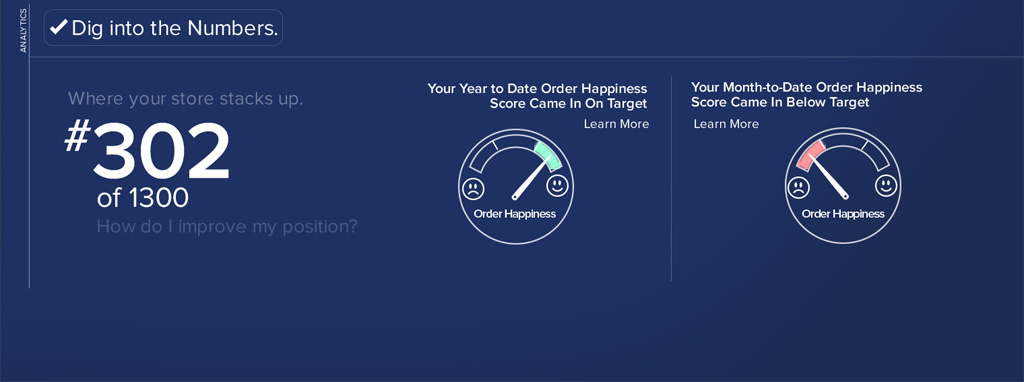 ANALYTICS
Dig into the Numbers.
Where your store stacks up.
#302
of 1300
How do I improve my position?
Your Year to Date Order Happiness
Score Came In On Target
Learn More
Order Happiness
Your Month-to-Date Order Happiness
Score Came In Below Target
Learn More
Order Happiness